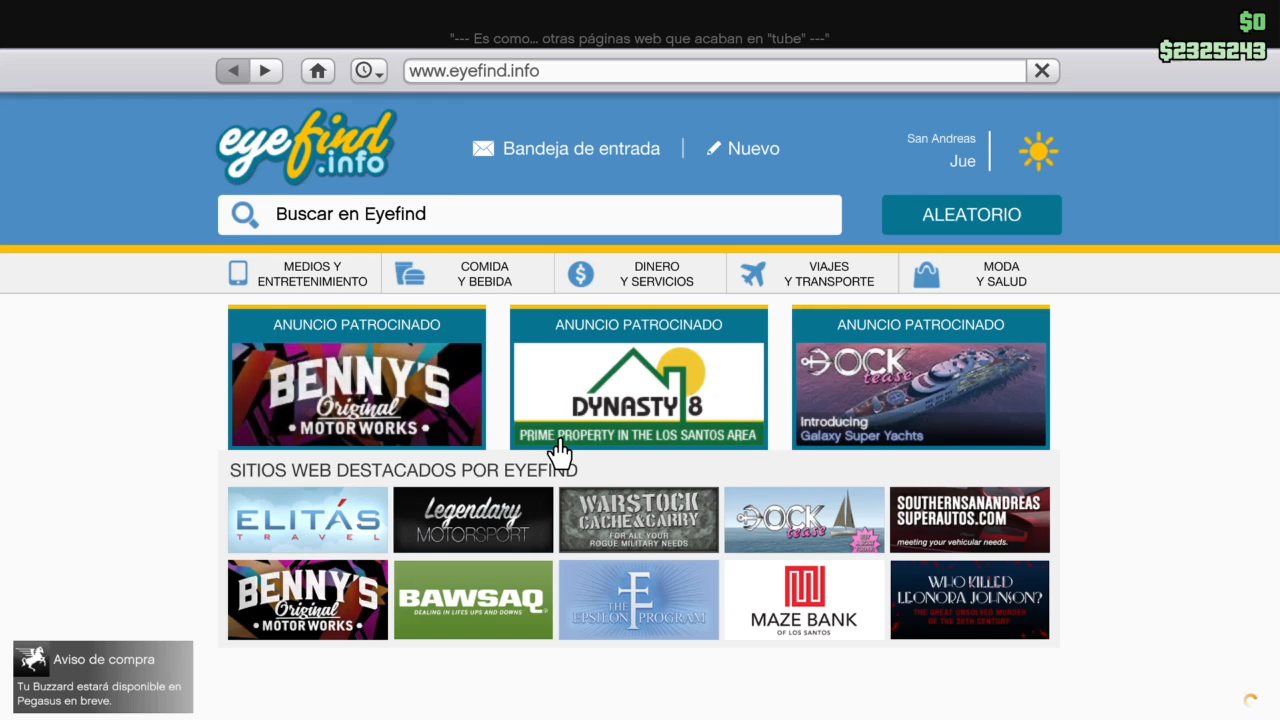 $0
"--- Es como... otras páginas web que acaban en "tube" ---"
$2325243
www.eyefind.info
eyefind
.info
Bandeja de entrada
Nuevo
San Andreas
Jue
Buscar en Eyefind
ALEATORIO
MEDIOS Y
ENTRETENIMIENTO
COMIDA
Y BEBIDA
DINERO
Y SERVICIOS
VIAJES
Y TRANSPORTE
MODA
Y SALUD
ANUNCIO PATROCINADO
BENNY'S
Original
MOTOR WORKS
ANUNCIO PATROCINADO
DYNASTY 8
PRIME PROPERTY IN THE LOS SANTOS AREA
ANUNCIO PATROCINADO
DOCK
tease
Introducing
Galaxy Super Yachts
SITIOS WEB DESTACADOS POR EYEFIND
ELITÁS
TRAVEL
Legendary
MOTORSPORT
WARSTOCK
CACHE & CARRY
FOR ALL YOUR
ROGUE MILITARY NEEDS
DOCK
tease
SOUTHERNSANANDREAS
SUPERAUTOS.COM
meeting your vehicular needs.
BENNY'S
Original
MOTOR WORKS
BAWSAQ
DEALING IN LIFES UPS AND DOWNS
THE
EPSILON PROGRAM
MAZE BANK
OF LOS SANTOS
WHO KILLED
LEONORA JOHNSON?
THE GREAT UNSOLVED MURDER
OF THE 20TH CENTURY
Aviso de compra
Tu Buzzard estará disponible en
Pegasus en breve.